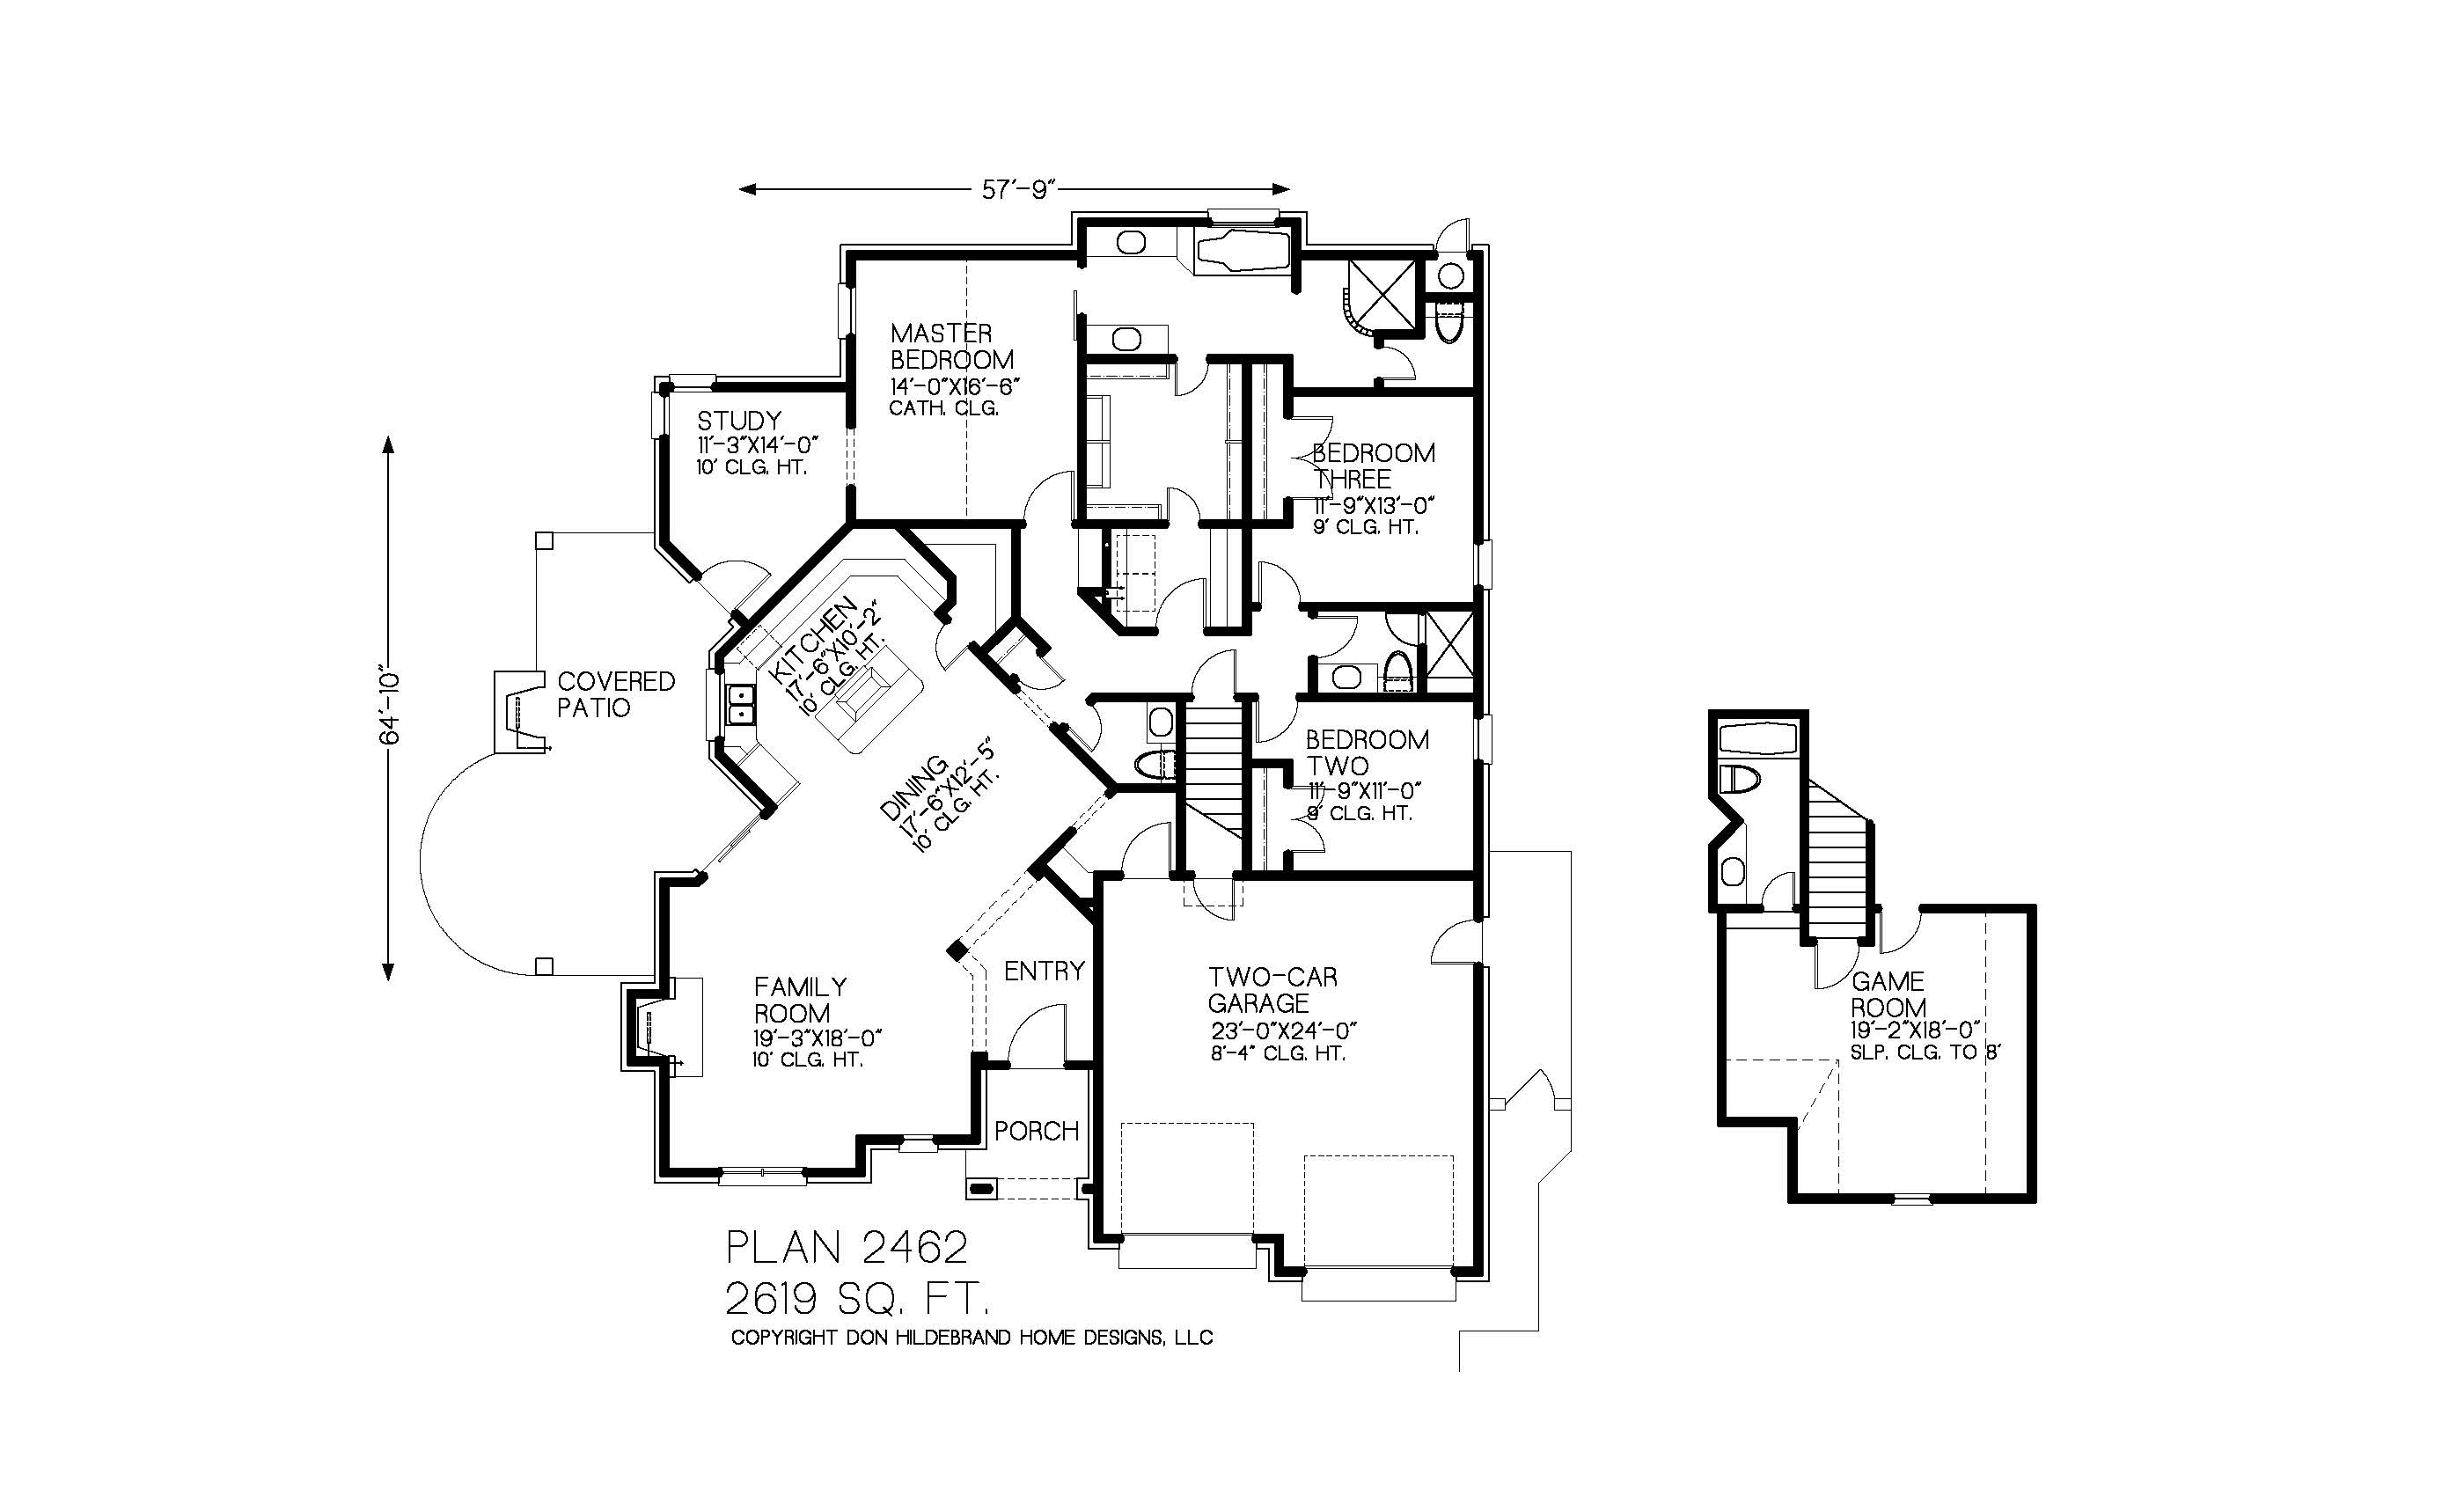 57'-9"
MASTER
BEDROOM
14'-0"X16'-6"
CATH. CLG.
STUDY
11'-3"X14'-0"
10' CLG. HT.
BEDROOM
THREE
11'-9"X13'-0"
9' CLG. HT.
KITCHEN
17'-6"X10'-2"
10' CLG. HT.
COVERED
PATIO
64'-10"
DINING
17'-6"X12'-5"
10' CLG. HT.
BEDROOM
TWO
11'-9"X11'-0"
9' CLG. HT.
ENTRY
TWO-CAR
GARAGE
23'-0"X24'-0"
8'-4" CLG. HT.
FAMILY
ROOM
19'-3"X18'-0"
10' CLG. HT.
GAME
ROOM
19'-2"X18'-0"
SLP. CLG. TO 8'
PORCH
PLAN 2462
2619 SQ. FT.
COPYRIGHT DON HILDEBRAND HOME DESIGNS, LLC